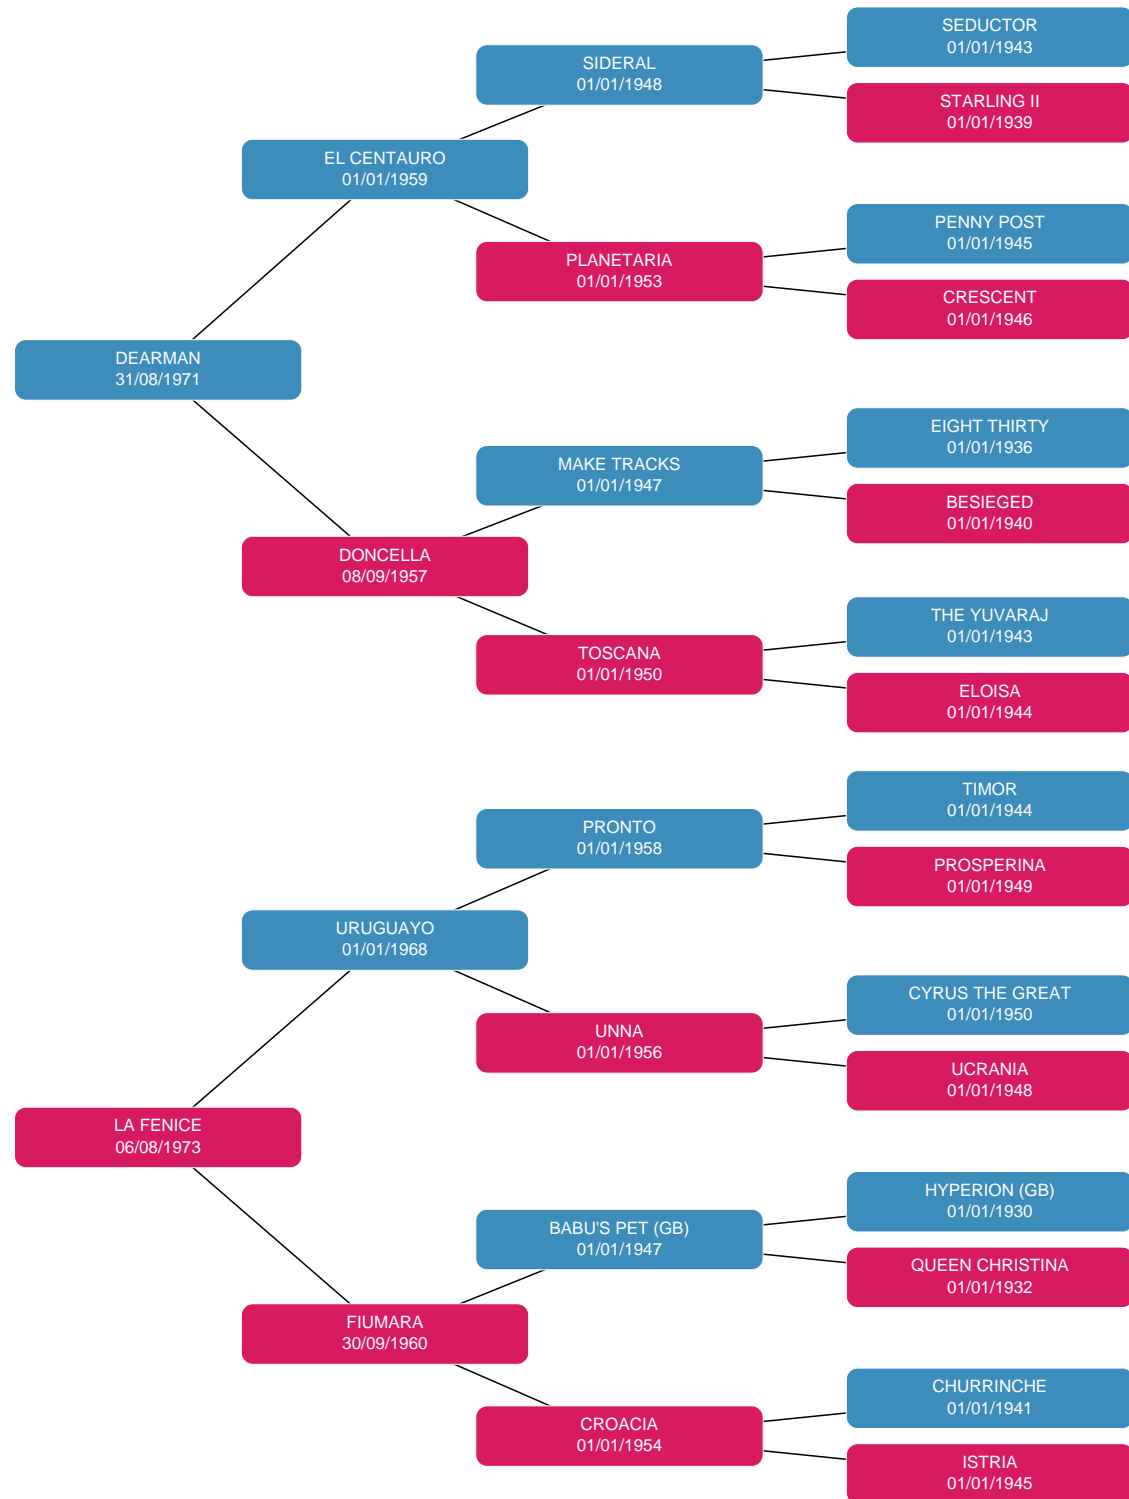 SEDUCTOR
01/01/1943
SIDERAL
01/01/1948
STARLING II
01/01/1939
EL CENTAURO
01/01/1959
PENNY POST
01/01/1945
PLANETARIA
01/01/1953
CRESCENT
01/01/1946
DEARMAN
31/08/1971
EIGHT THIRTY
01/01/1936
MAKE TRACKS
01/01/1947
BESIEGED
01/01/1940
DONCELLA
08/09/1957
THE YUVARAJ
01/01/1943
TOSCANA
01/01/1950
ELOISA
01/01/1944
TIMOR
01/01/1944
PRONTO
01/01/1958
PROSPERINA
01/01/1949
URUGUAYO
01/01/1968
CYRUS THE GREAT
01/01/1950
UNNA
01/01/1956
UCRANIA
01/01/1948
LA FENICE
06/08/1973
HYPERION (GB)
01/01/1930
BABU'S PET (GB)
01/01/1947
QUEEN CHRISTINA
01/01/1932
FIUMARA
30/09/1960
CHURRINCHE
01/01/1941
CROACIA
01/01/1954
ISTRIA
01/01/1945